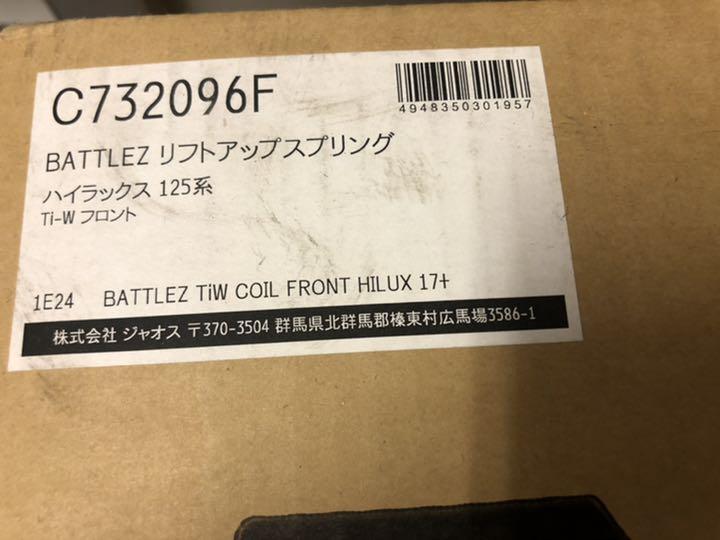 C732096F
4948350301957
BATTLEZ リフトアップスプリング
ハイラックス 125系
Ti-W フロント
1E24 BATTLEZ TiW COIL FRONT HILUX 17+
株式会社 ジャオス 〒370-3504 群馬県北群馬郡榛東村広馬場3586-1